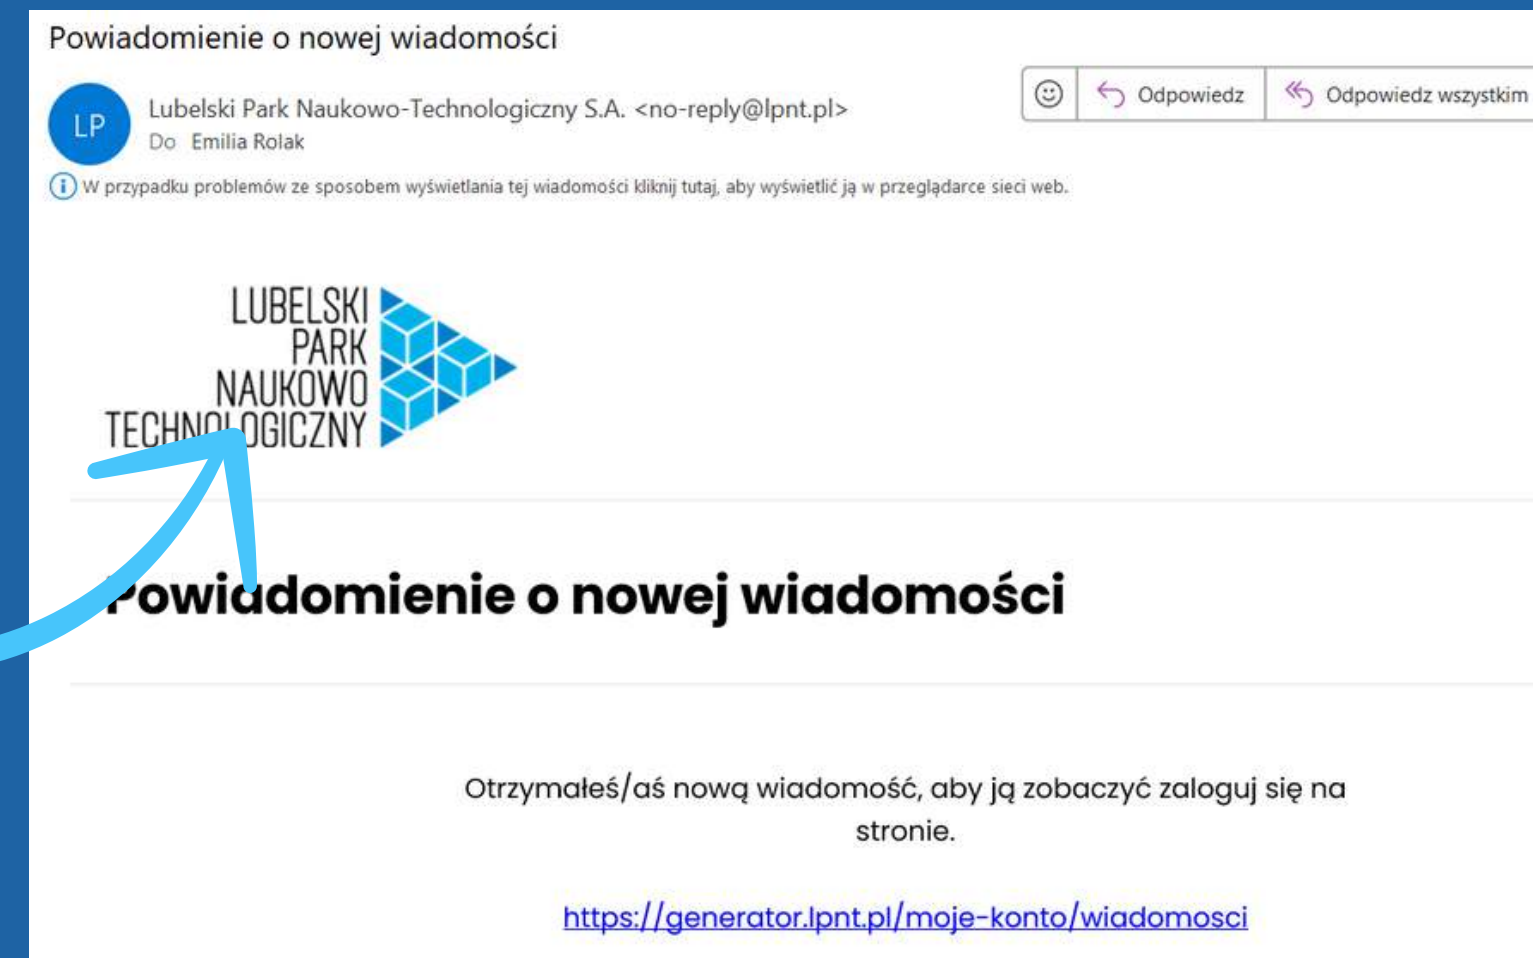 Powiadomienie o nowej wiadomości
LP
Lubelski Park Naukowo-Technologiczny S.A. <no-reply@lpnt.pl>
Do Emilia Rolak
Odpowiedz
Odpowiedz wszystkim
W przypadku problemów ze sposobem wyświetlania tej wiadomości kliknij tutaj, aby wyświetlić ją w przeglądarce sieci web.
LUBELSKI
PARK
NAUKOWO
TECHNOLOGICZNY
Powiadomienie o nowej wiadomości
Otrzymałeś/aś nową wiadomość, aby ją zobaczyć zaloguj się na
stronie.
https://generator.lpnt.pl/moje-konto/wiadomosci